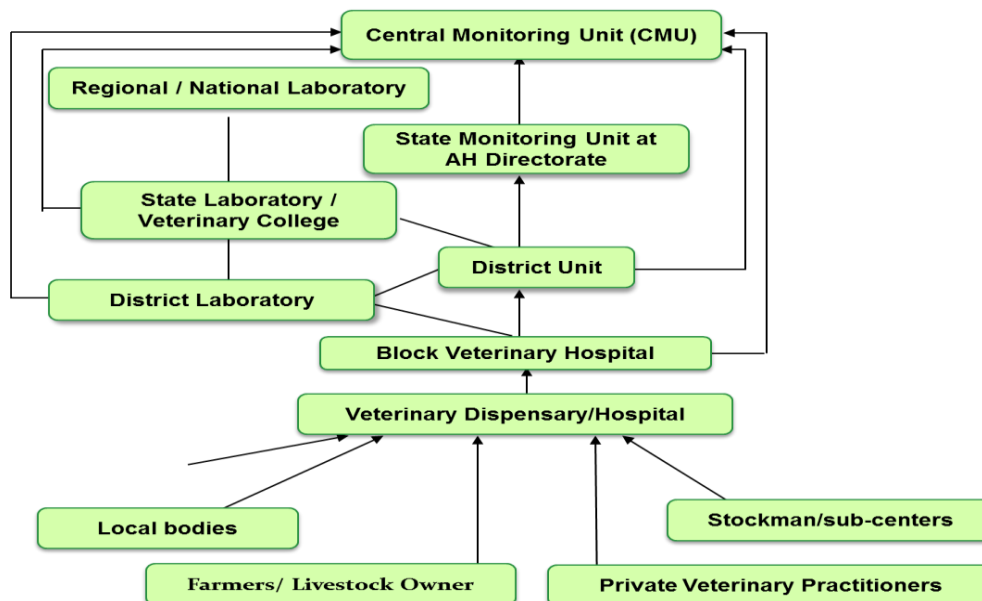 Central Monitoring Unit (CMU)
Regional / National Laboratory
State Monitoring Unit at
AH Directorate
State Laboratory /
Veterinary College
District Unit
District Laboratory
Block Veterinary Hospital
Veterinary Dispensary/Hospital
Local bodies
Stockman/sub-centers
Farmers/ Livestock Owner
Private Veterinary Practitioners